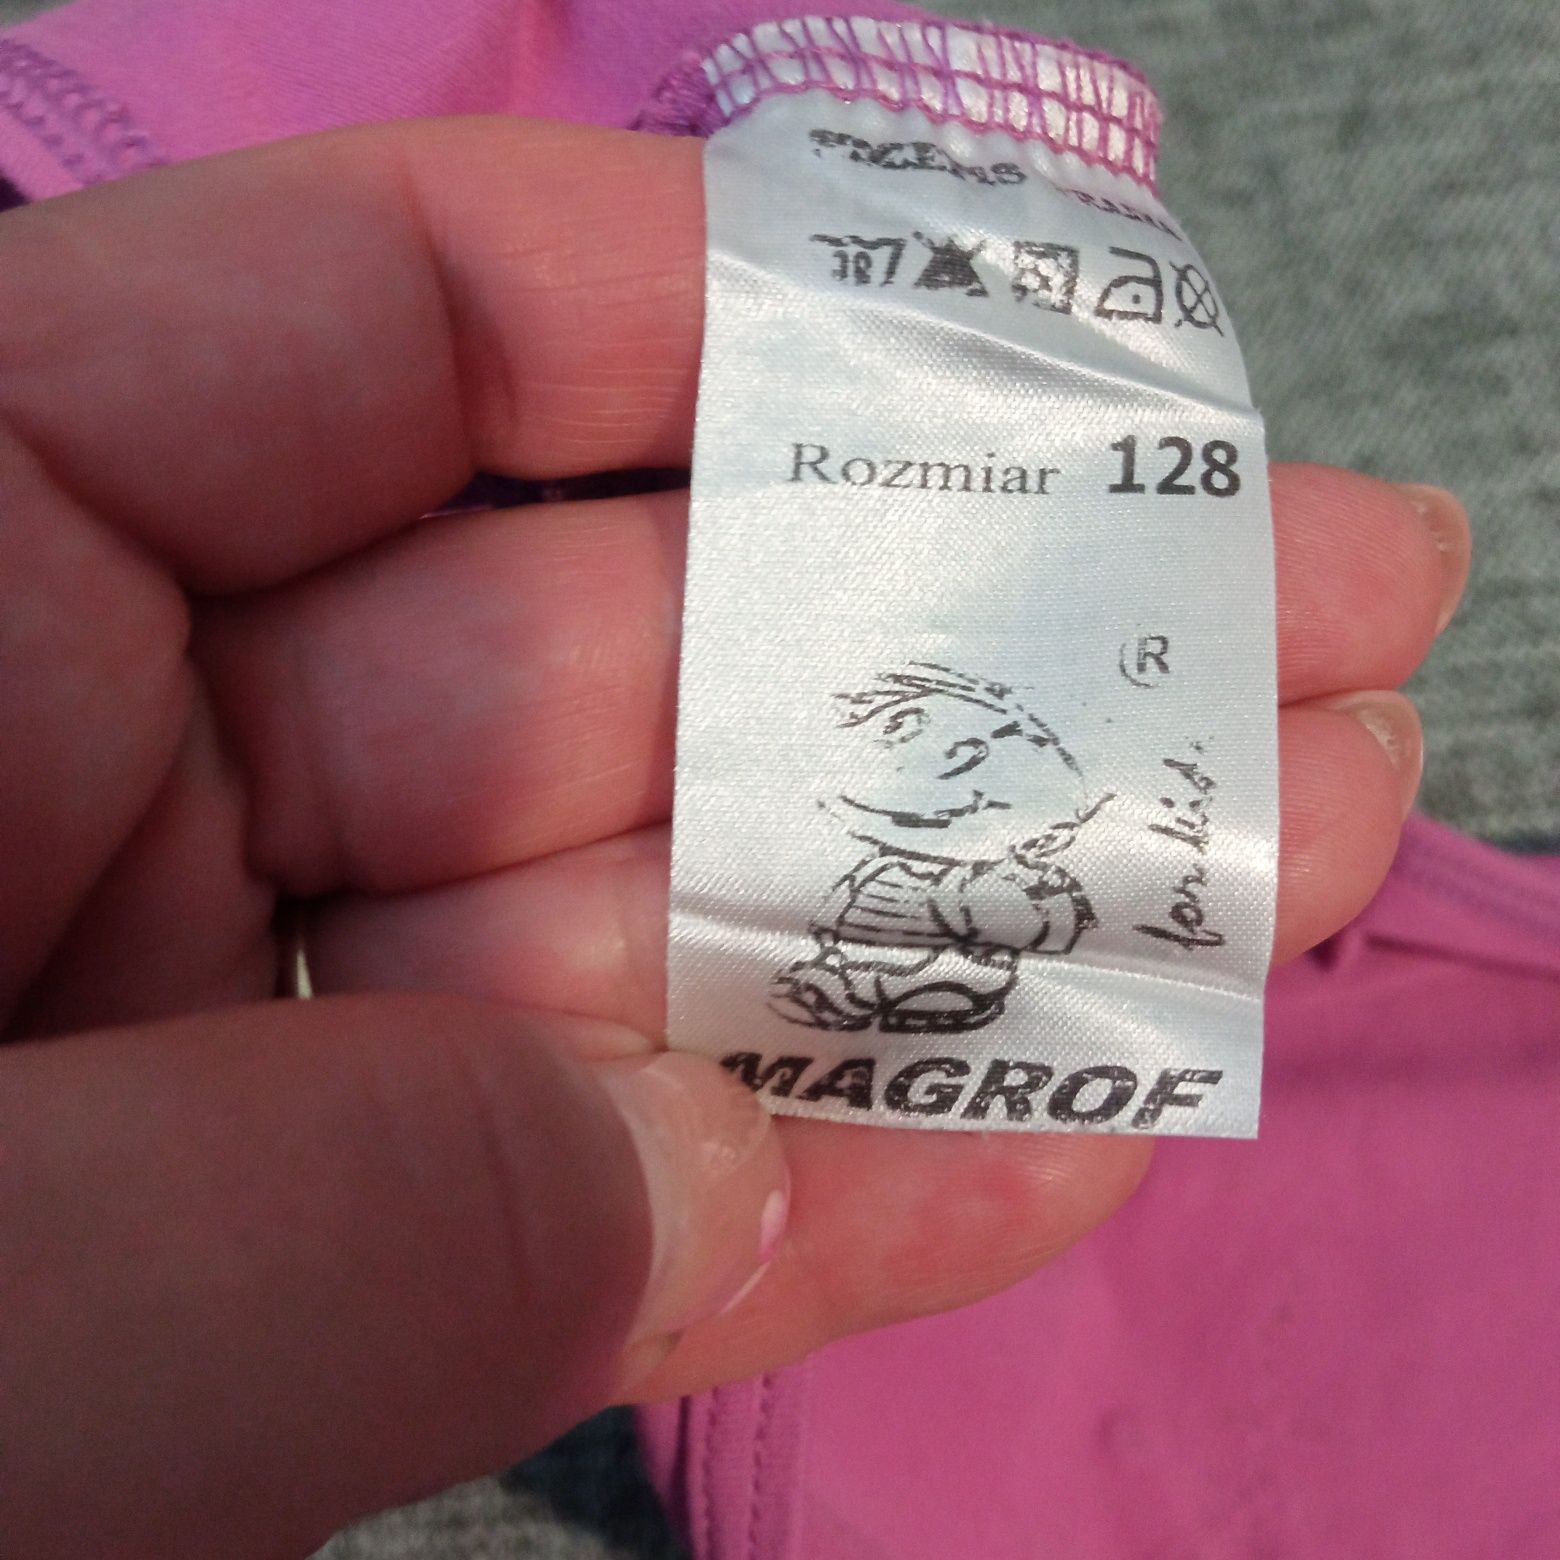 Rozmiar 128
®
for kids
MAGROF